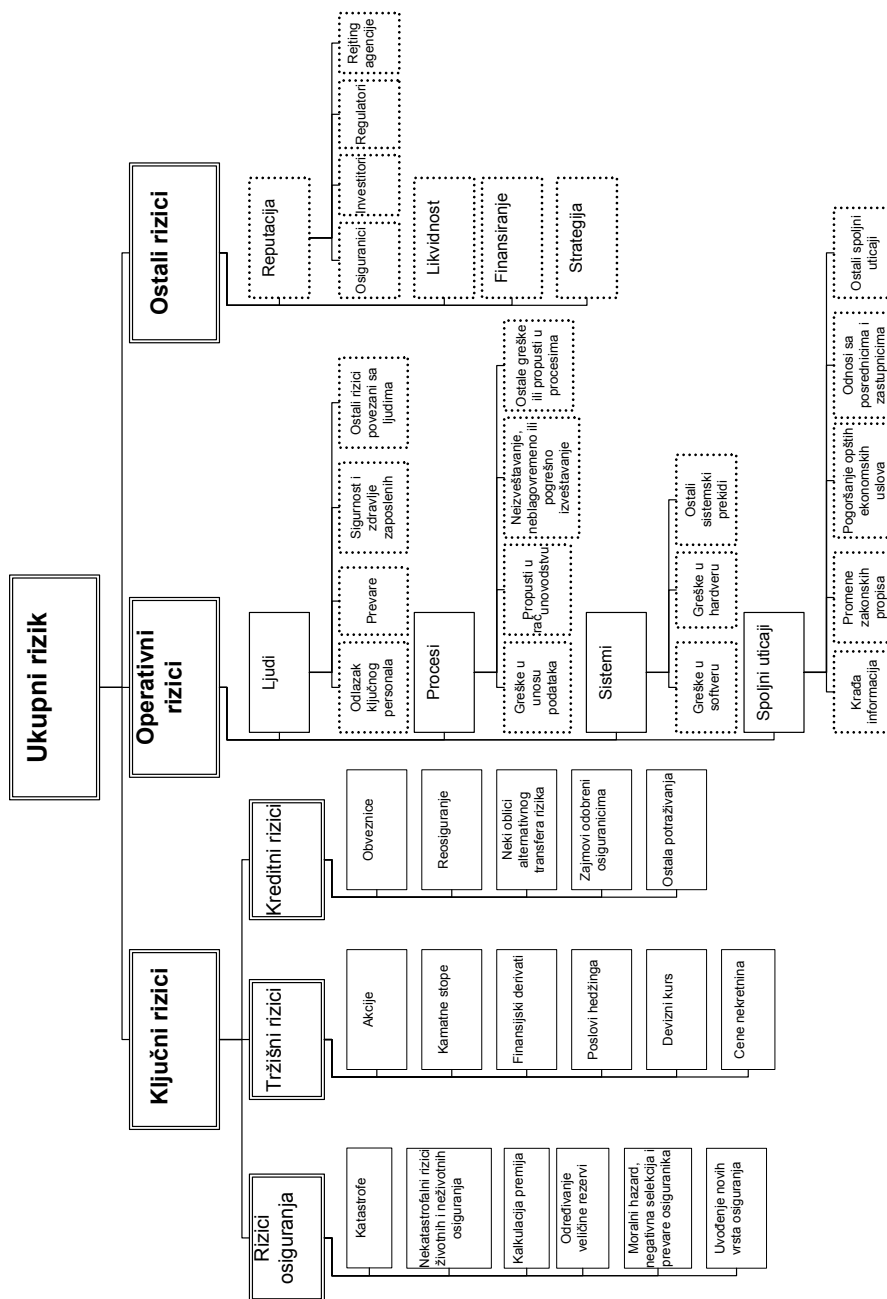 Ukupni rizik
Ključni rizici
Operativni
rizici
Ostali rizici
Rizici
osiguranja
Tržišni rizici
Kreditni rizici
Katastrofe
Nekatastrofalni rizici
životnih i neživotnih
osiguranja
Kalkulacija premija
Određivanje
veličine rezervi
Moralni hazard,
negativna selekcija i
prevare osiguranika
Uvođenje novih
vrsta osiguranja
Akcije
Kamatne stope
Finansijski derivati
Poslovi hedžinga
Devizni kurs
Cene nekretnina
Obveznice
Reosiguranje
Neki oblici
alternativnog
transfera rizika
Zajmovi odobreni
osiguranicima
Ostala potraživanja
Ljudi
Odlazak
ključnog
personala
Prevare
Sigurnost i
zdravlje
zaposlenih
Ostali rizici
povezani sa
ljudima
Procesi
Greške u
unosu
podataka
Propusti u
računovodstvu
Neizveštavanje,
neblagovremeno ili
pogrešno
izveštavanje
Ostale greške
ili propusti u
procesima
Sistemi
Greške u
softveru
Greške u
hardveru
Ostali
sistemski
prekidi
Spoljni uticaji
Krađa
informacija
Promene
zakonskih
propisa
Pogoršanje opštih
ekonomskih
uslova
Odnosi sa
posrednicima i
zastupnicima
Ostali spoljni
uticaji
Reputacija
Osiguranici
Investitori
Regulatori
Rejting
agencije
Likvidnost
Finansiranje
Strategija